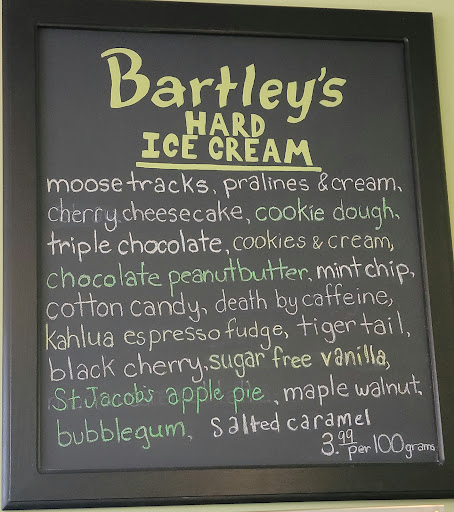 Bartley's
HARD
ICE CREAM
moosetracks, pralines & cream,
cherry cheesecake, cookie dough,
triple chocolate, cookies & cream,
chocolate peanutbutter, mint chip,
cotton candy, death by caffeine,
kahlua espresso fudge, tiger tail,
black cherry, sugar free vanilla,
St. Jacob's apple pie, maple walnut,
bubblegum, salted caramel
3.99 per 100 grams